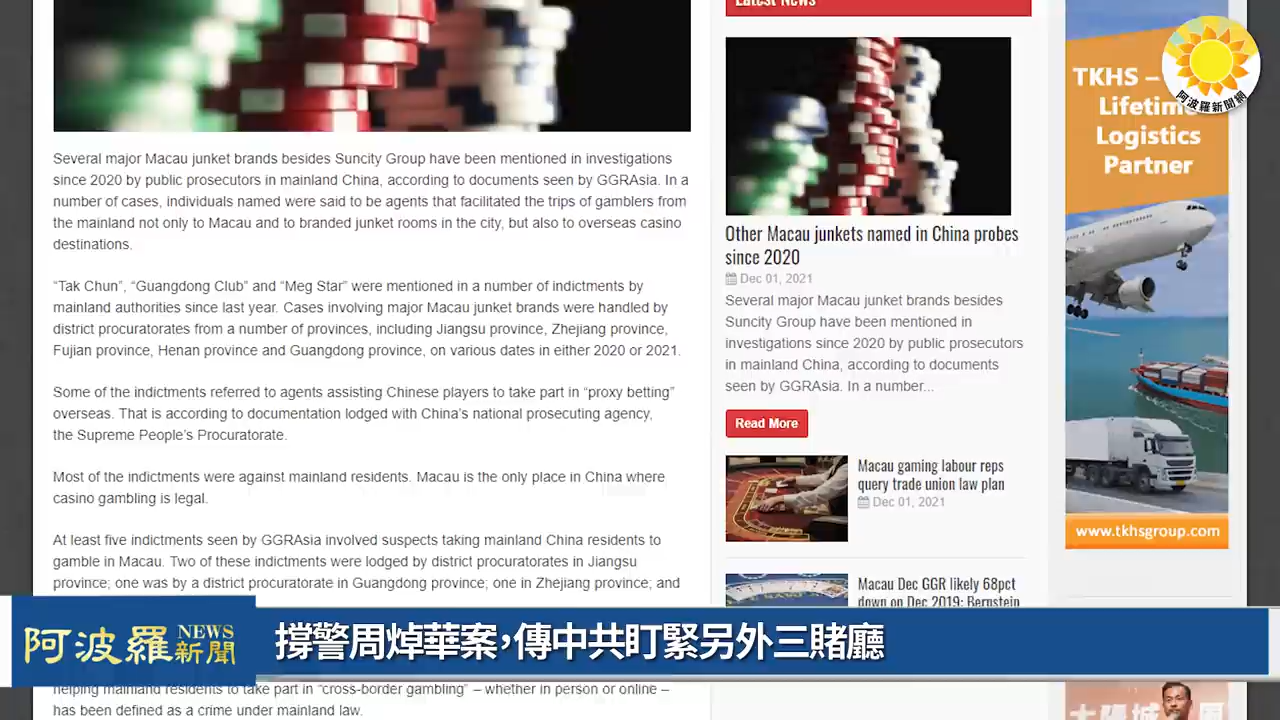 Several major Macau junket brands besides Suncity Group have been mentioned in investigations
since 2020 by public prosecutors in mainland China, according to documents seen by GGRAsia. In a
number of cases, individuals named were said to be agents that facilitated the trips of gamblers from
the mainland not only to Macau and to branded junket rooms in the city, but also to overseas casino
destinations.
“Tak Chun”, “Guangdong Club” and “Meg Star” were mentioned in a number of indictments by
mainland authorities since last year. Cases involving major Macau junket brands were handled by
district procuratorates from a number of provinces, including Jiangsu province, Zhejiang province,
Fujian province, Henan province and Guangdong province, on various dates in either 2020 or 2021.
Some of the indictments referred to agents assisting Chinese players to take part in “proxy betting”
overseas. That is according to documentation lodged with China’s national prosecuting agency,
the Supreme People’s Procuratorate.
Most of the indictments were against mainland residents. Macau is the only place in China where
casino gambling is legal.
At least five indictments seen by GGRAsia involved suspects taking mainland China residents to
gamble in Macau. Two of these indictments were lodged by district procuratorates in Jiangsu
province; one was by a district procuratorate in Guangdong province; one in Zhejiang province; and
helping mainland residents to take part in “cross-border gambling” – whether in person or online –
has been defined as a crime under mainland law.
Latest News
Other Macau junkets named in China probes
since 2020
Dec 01, 2021
Several major Macau junket brands besides
Suncity Group have been mentioned in
investigations since 2020 by public prosecutors
in mainland China, according to documents
seen by GGRAsia. In a number...
Read More
Macau gaming labour reps
query trade union law plan
Dec 01, 2021
Macau Dec GGR likely 68pct
down on Dec 2019: Bernstein
TKHS –
Lifetime
Logistics
Partner
www.tkhsgroup.com
阿波羅新聞網
阿波羅
NEWS
新聞
撐警周焯華案,傳中共盯緊另外三賭廳